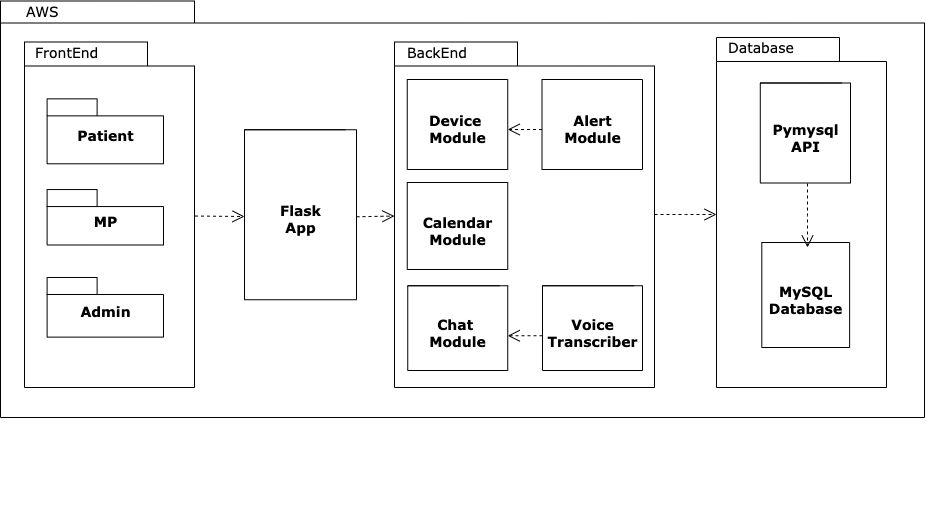 AWS
FrontEnd
Patient
MP
Admin
Flask
App
BackEnd
Device
Module
Alert
Module
Calendar
Module
Chat
Module
Voice
Transcriber
Database
Pymysql
API
MySQL
Database